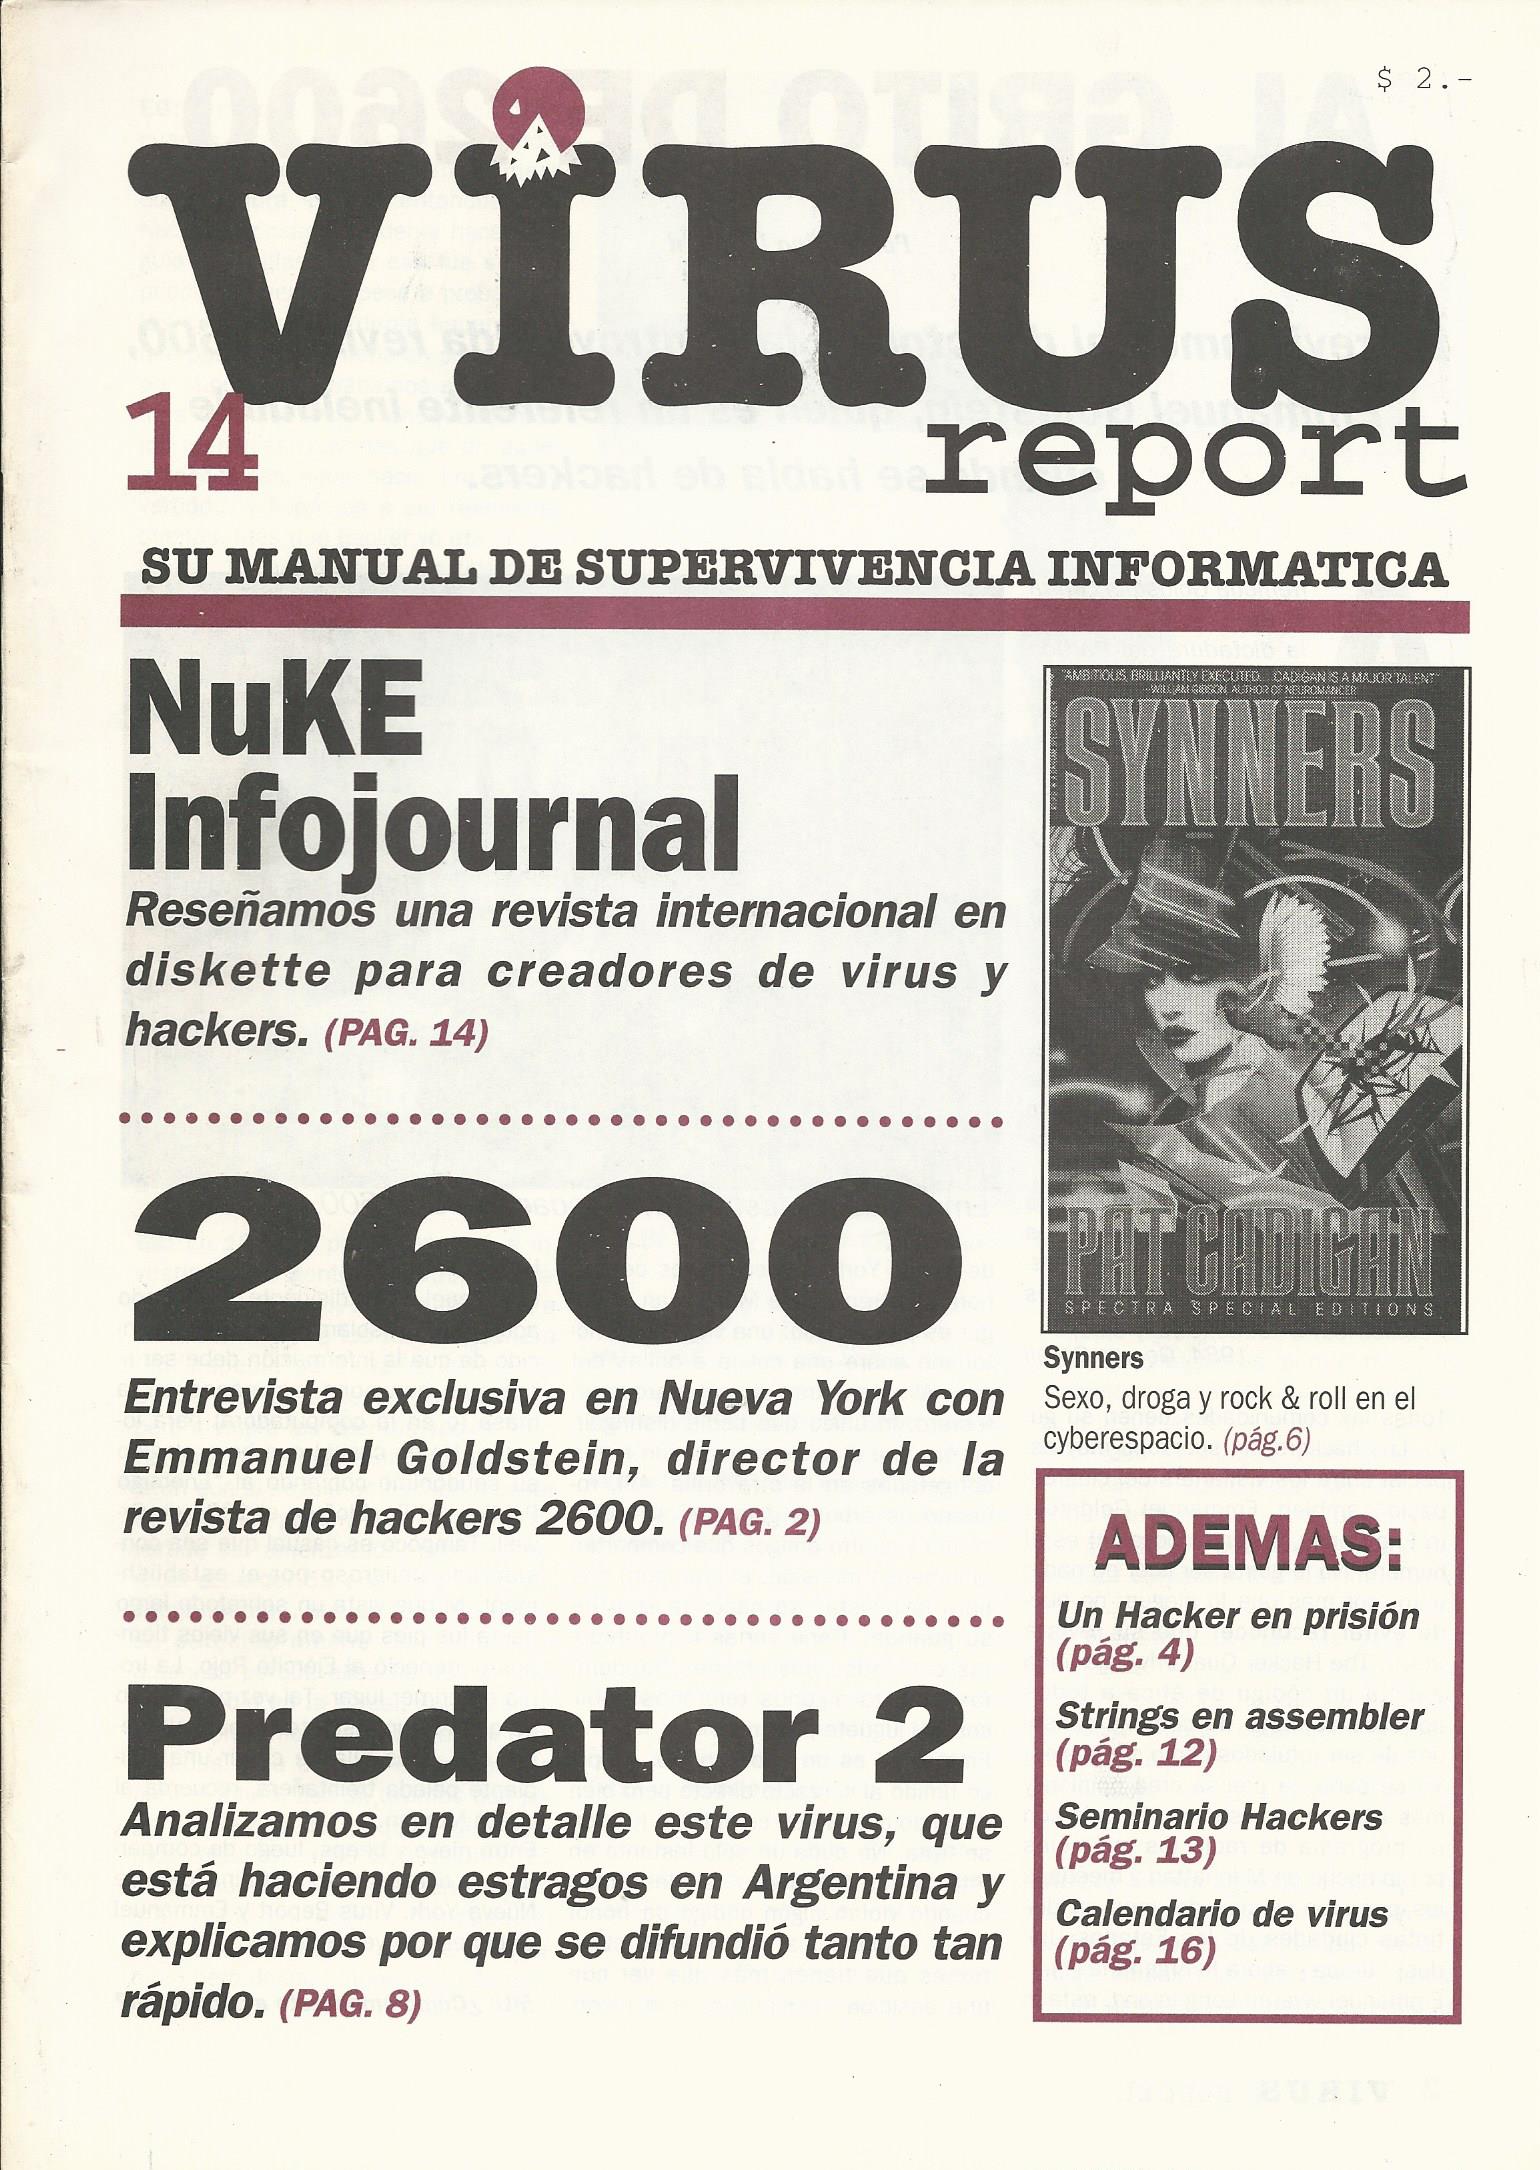 $ 2.-
VIRUS
14
report
SU MANUAL DE SUPERVIVENCIA INFORMATICA
NuKE
Infojournal
Reseñamos una revista internacional en
diskette para creadores de virus y
hackers. (PAG. 14)
2600
Entrevista exclusiva en Nueva York con
Emmanuel Goldstein, director de la
revista de hackers 2600. (PAG. 2)
Predator 2
Analizamos en detalle este virus, que
está haciendo estragos en Argentina y
explicamos por que se difundió tanto tan
rápido. (PAG. 8)
"AMBITIOUS, BRILLIANTLY EXECUTED... CADIGAN IS A MAJOR TALENT"
—WILLIAM GIBSON, AUTHOR OF NEUROMANCER
SYNNERS
PAT CADIGAN
SPECTRA SPECIAL EDITIONS
Synners
Sexo, droga y rock & roll en el
cyberespacio. (pág.6)
ADEMAS:
Un Hacker en prisión
(pág. 4)
Strings en assembler
(pág. 12)
Seminario Hackers
(pág. 13)
Calendario de virus
(pág. 16)